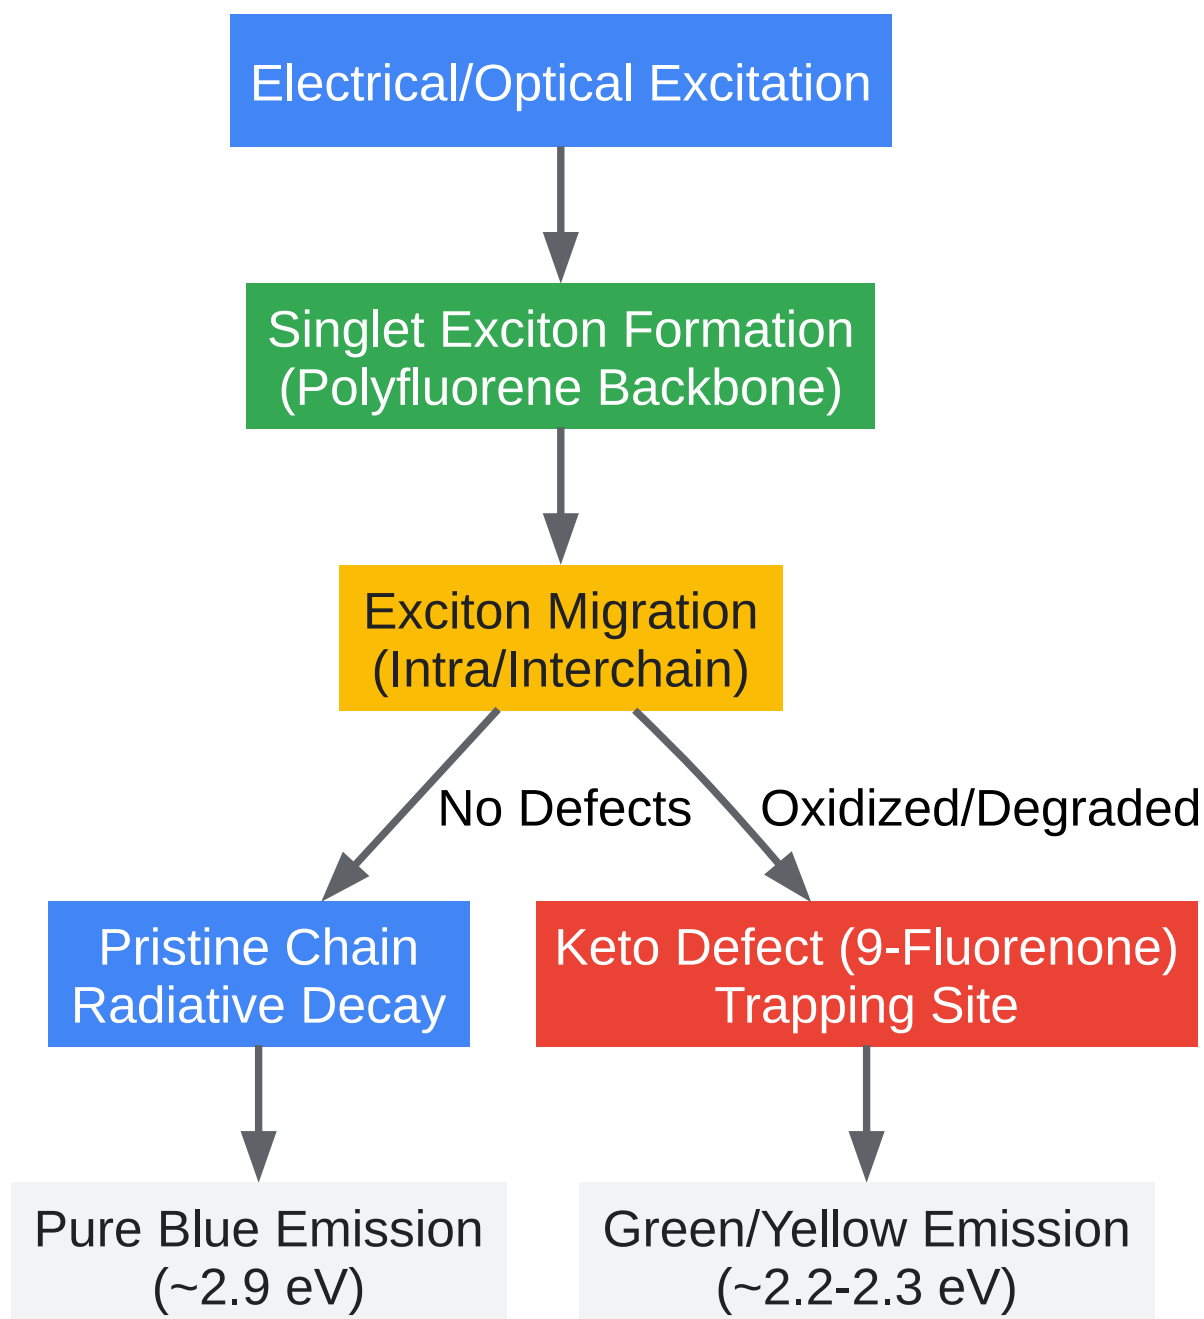 Electrical/Optical Excitation
Singlet Exciton Formation
(Polyfluorene Backbone)
Exciton Migration
(Intra/Interchain)
No Defects
Oxidized/Degraded
Pristine Chain
Radiative Decay
Keto Defect (9-Fluorenone)
Trapping Site
Pure Blue Emission
(~2.9 eV)
Green/Yellow Emission
(~2.2-2.3 eV)